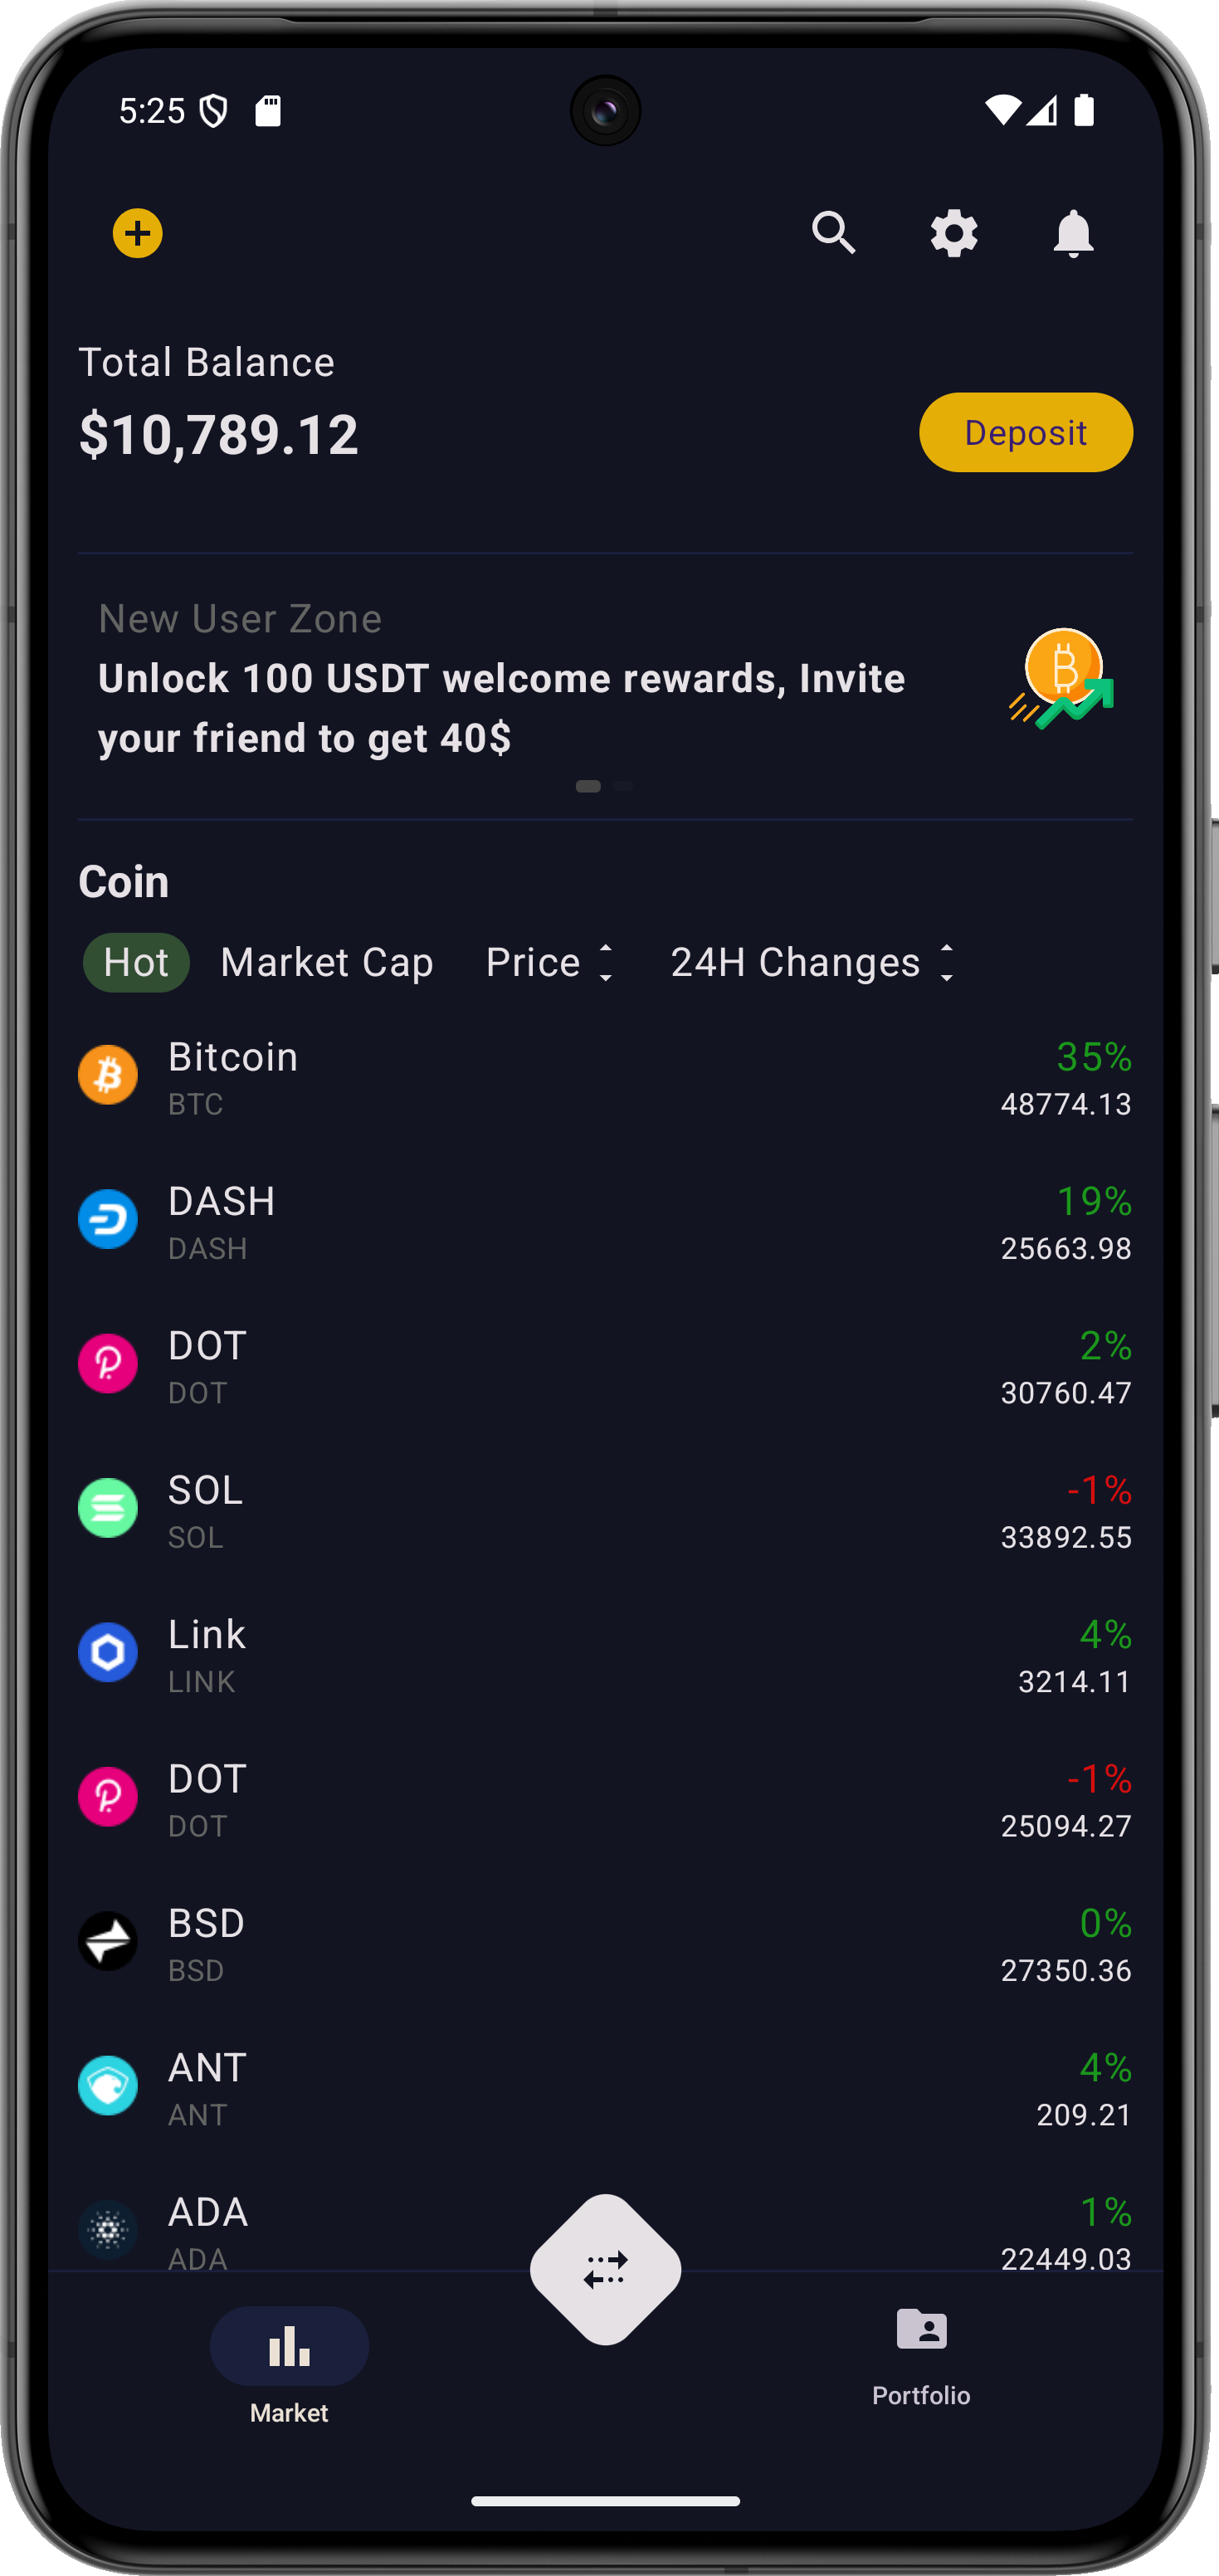 5:25
Total Balance
$10,789.12
Deposit
New User Zone
Unlock 100 USDT welcome rewards, Invite
your friend to get 40$
Coin
Hot Market Cap Price 24H Changes
Bitcoin 35%
BTC 48774.13
DASH 19%
DASH 25663.98
DOT 2%
DOT 30760.47
SOL -1%
SOL 33892.55
Link 4%
LINK 3214.11
DOT -1%
DOT 25094.27
BSD 0%
BSD 27350.36
ANT 4%
ANT 209.21
ADA 1%
ADA 22449.03
Market Portfolio